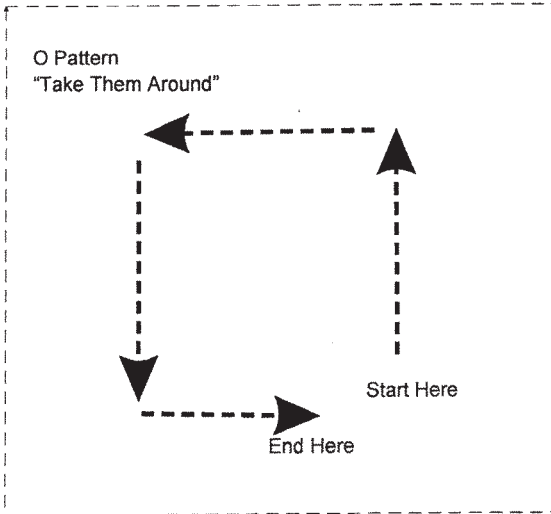 O Pattern
“Take Them Around”
Start Here
End Here